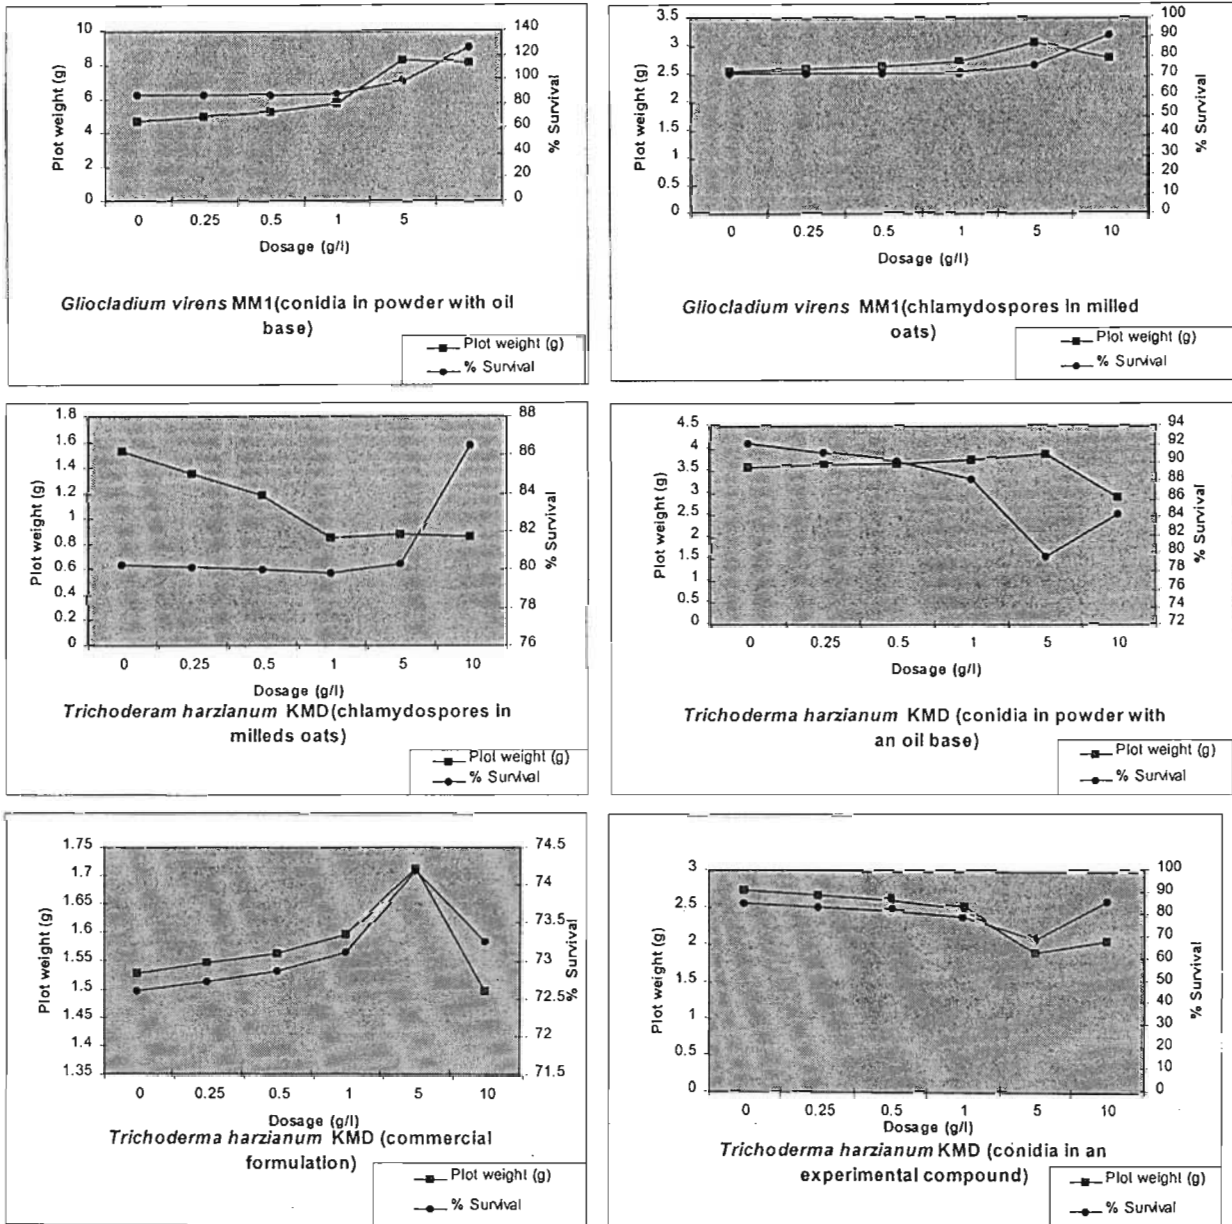 10
8
6
4
2
0
Plot weight (g)
140
120
100
80
60
40
20
0
% Survival
0 0.25 0.5 1 5
Dosage (g/l)
Gliocladium virens MM1(conidia in powder with oil
base)
Plot weight (g)
% Survival
3.5
3
2.5
2
1.5
1
0.5
0
Plot weight (g)
100
90
80
70
60
50
40
30
20
10
0
% Survival
0 0.25 0.5 1 5 10
Dosage (g/l)
Gliocladium virens MM1(chlamydospores in milled
oats)
Plot weight (g)
% Survival
1.8
1.6
1.4
1.2
1
0.8
0.6
0.4
0.2
0
Plot weight (g)
88
86
84
82
80
78
76
% Survival
0 0.25 0.5 1 5 10
Dosage (g/l)
Trichoderam harzianum KMD(chlamydospores in
milleds oats)
Plot weight (g)
% Survival
4.5
4
3.5
3
2.5
2
1.5
1
0.5
0
Plot weight (g)
94
92
90
88
86
84
82
80
78
76
74
72
% Survival
0 0.25 0.5 1 5 10
Dosage (g/l)
Trichoderma harzianum KMD (conidia in powder with
an oil base)
Plot weight (g)
% Survival
1.75
1.7
1.65
1.6
1.55
1.5
1.45
1.4
1.35
Plot weight (g)
74.5
74
73.5
73
72.5
72
71.5
% Survival
0 0.25 0.5 1 5 10
Dosage (g/l)
Trichoderma harzianum KMD (commercial
formulation)
Plot weight (g)
% Survival
3
2.5
2
1.5
1
0.5
0
Plot weight (g)
100
90
80
70
60
50
40
30
20
10
0
% Survival
0 0.25 0.5 1 5 10
Dosage (g/l)
Trichoderma harzianum KMD (conidia in an
experimental compound)
Plot weight (g)
% Survival